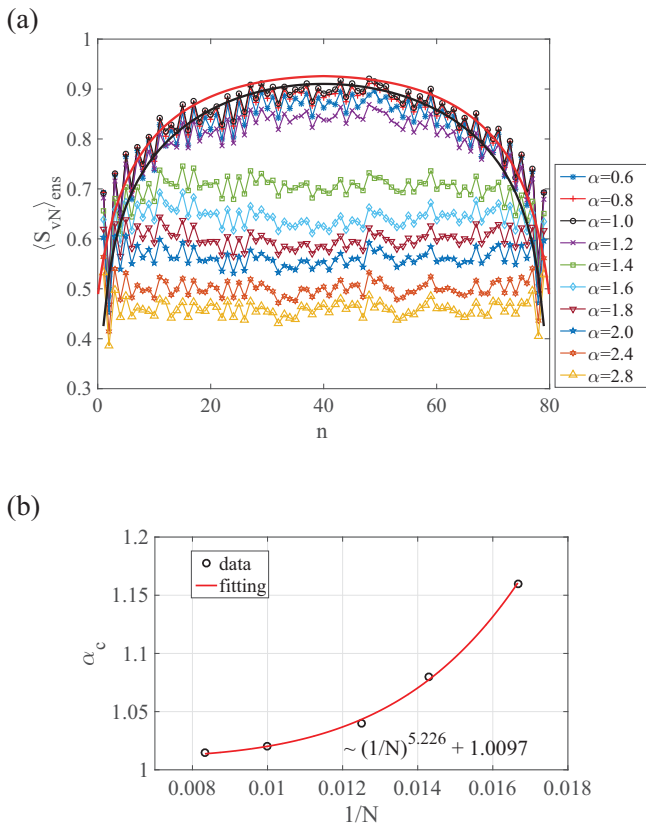 (a)
1
0.9
0.8
0.7
0.6
0.5
0.4
0.3
⟨S_vN⟩_ens
0 20 40 60 80
n
α=0.6
α=0.8
α=1.0
α=1.2
α=1.4
α=1.6
α=1.8
α=2.0
α=2.4
α=2.8
(b)
1.2
1.15
1.1
1.05
1
α_c
data
fitting
~ (1/N)^5.226 + 1.0097
0.008 0.01 0.012 0.014 0.016 0.018
1/N